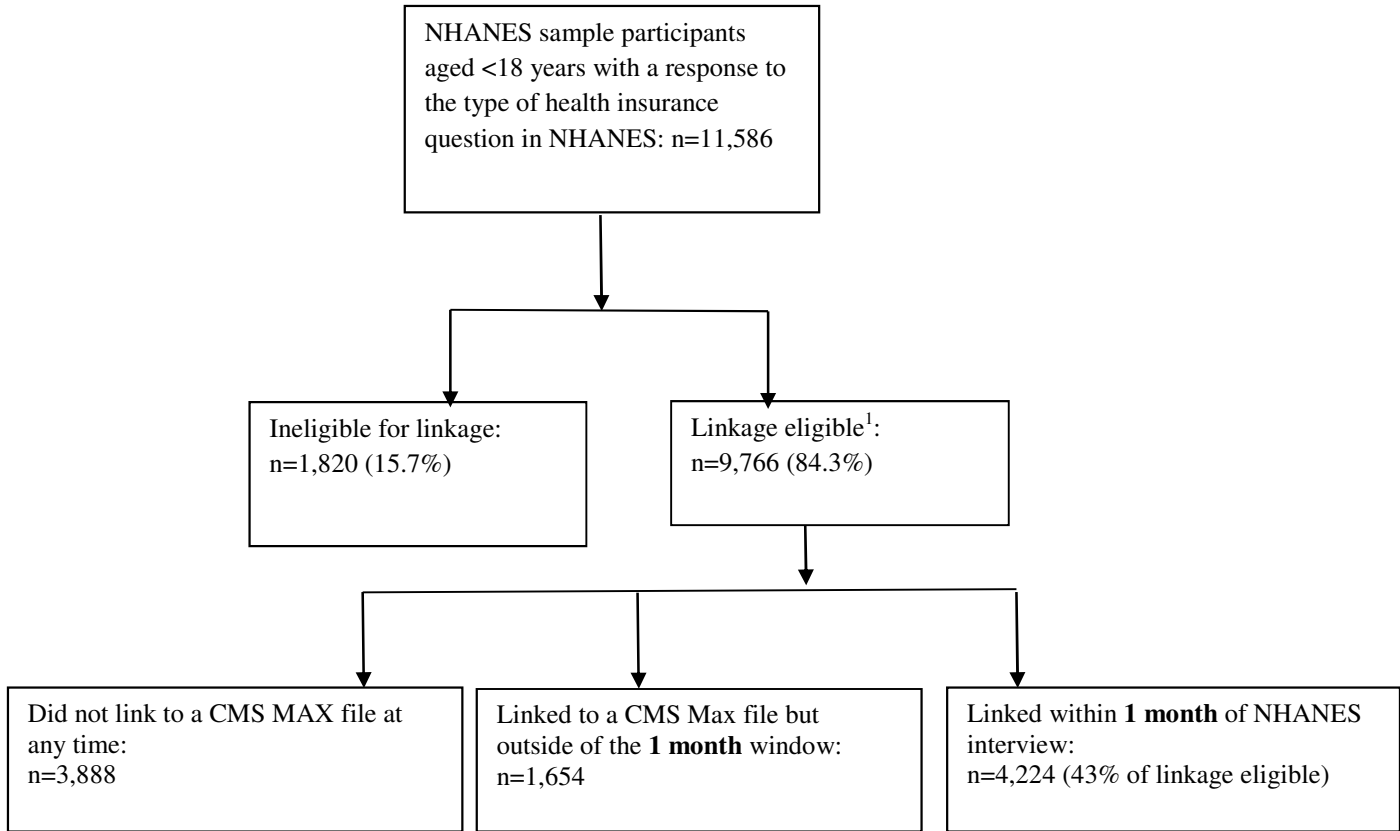 NHANES sample participants
aged <18 years with a response to
the type of health insurance
question in NHANES: n=11,586
Ineligible for linkage:
n=1,820 (15.7%)
Linkage eligible¹:
n=9,766 (84.3%)
Did not link to a CMS MAX file at
any time:
n=3,888
Linked to a CMS Max file but
outside of the 1 month window:
n=1,654
Linked within 1 month of NHANES
interview:
n=4,224 (43% of linkage eligible)